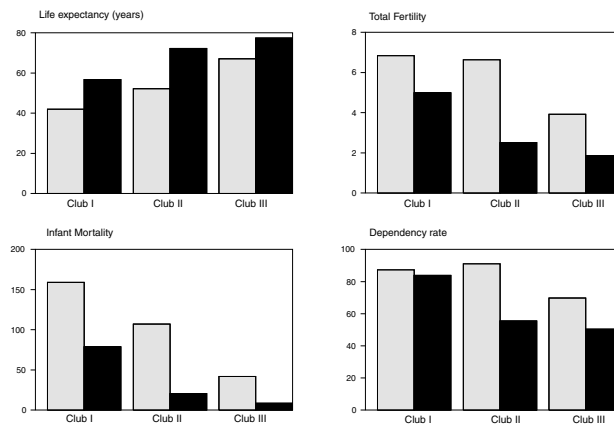 Life expectancy (years)
80
60
40
20
0
Club I
Club II
Club III
Total Fertility
8
6
4
2
0
Club I
Club II
Club III
Infant Mortality
200
150
100
50
0
Club I
Club II
Club III
Dependency rate
100
80
60
40
20
0
Club I
Club II
Club III